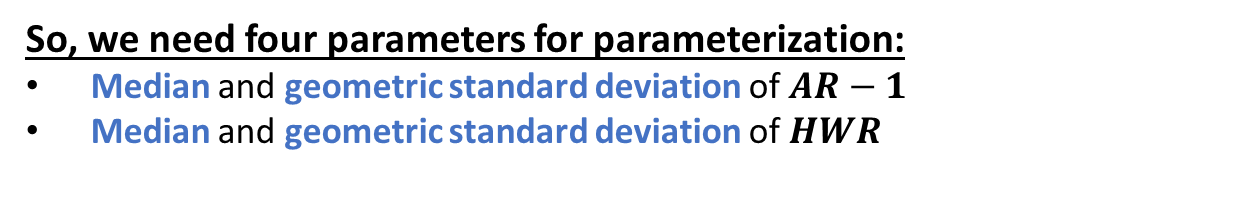 So, we need four parameters for parameterization:
• Median and geometric standard deviation of AR − 1
• Median and geometric standard deviation of HWR